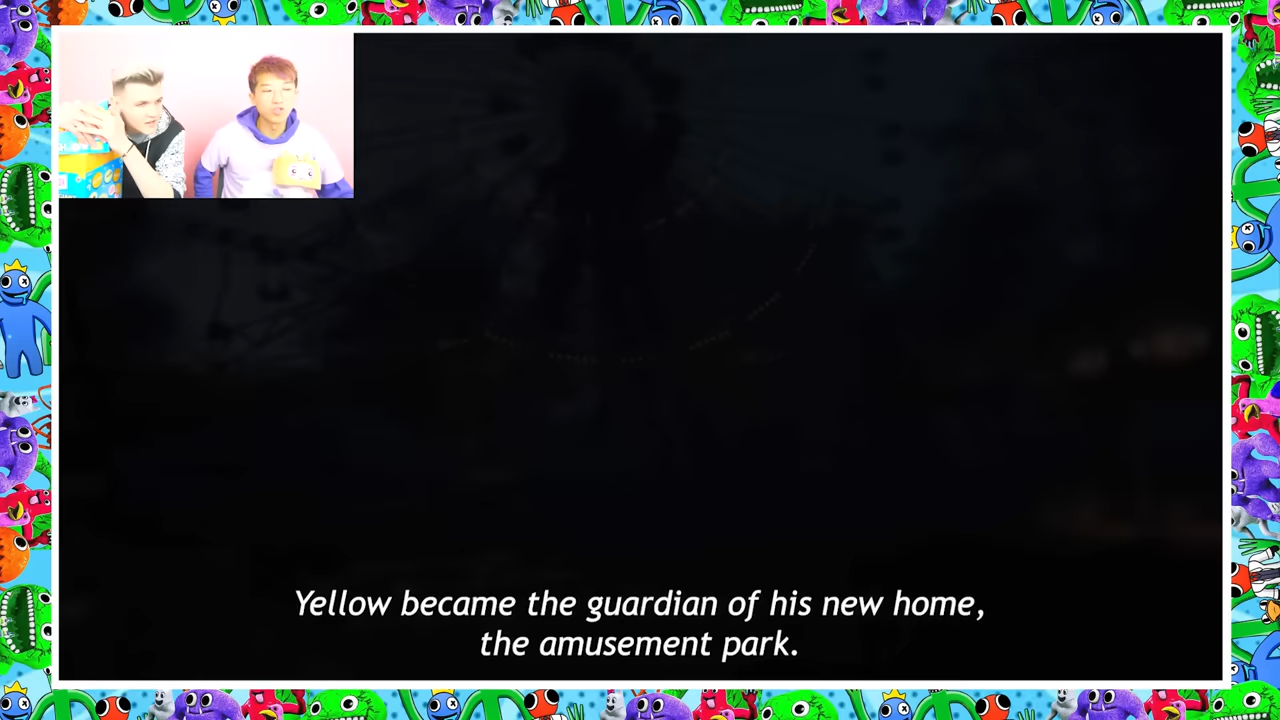 Yellow became the guardian of his new home,
the amusement park.